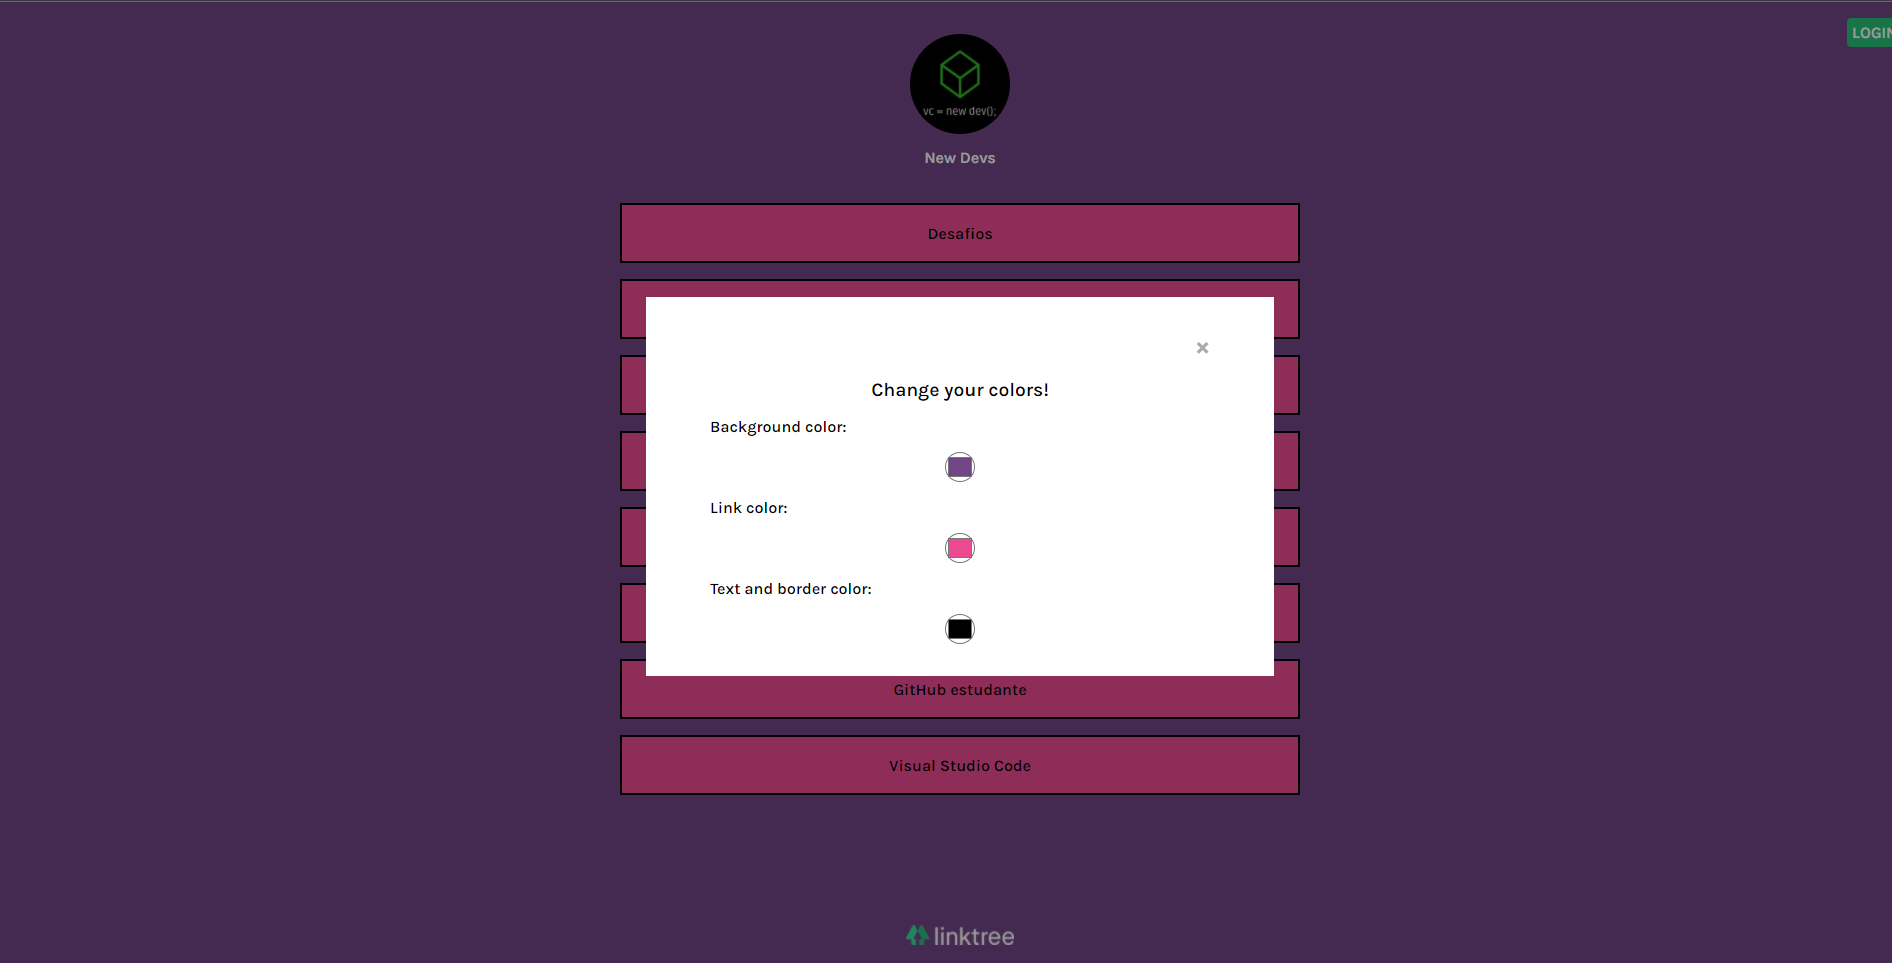 LOGIN
vc = new dev();
New Devs
Desafios
×
Change your colors!
Background color:
Link color:
Text and border color:
GitHub estudante
Visual Studio Code
linktree